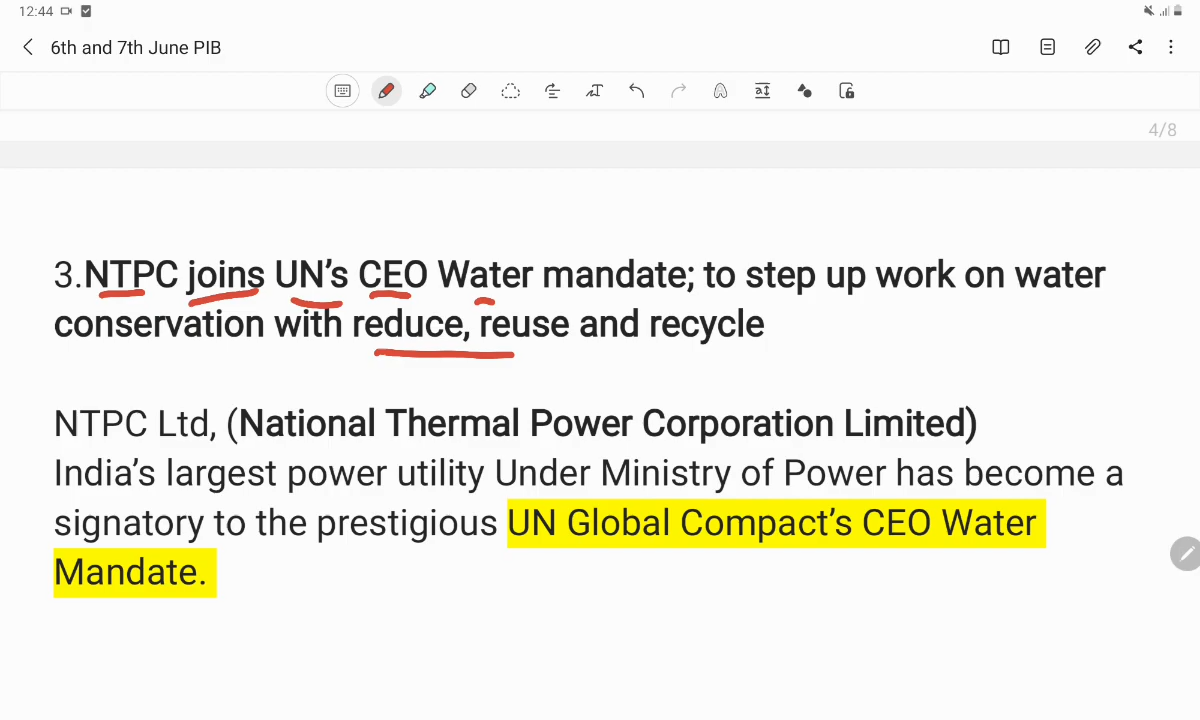 12:44
6th and 7th June PIB
4/8
3.NTPC joins UN’s CEO Water mandate; to step up work on water
conservation with reduce, reuse and recycle
NTPC Ltd, (National Thermal Power Corporation Limited)
India’s largest power utility Under Ministry of Power has become a
signatory to the prestigious UN Global Compact’s CEO Water
Mandate.